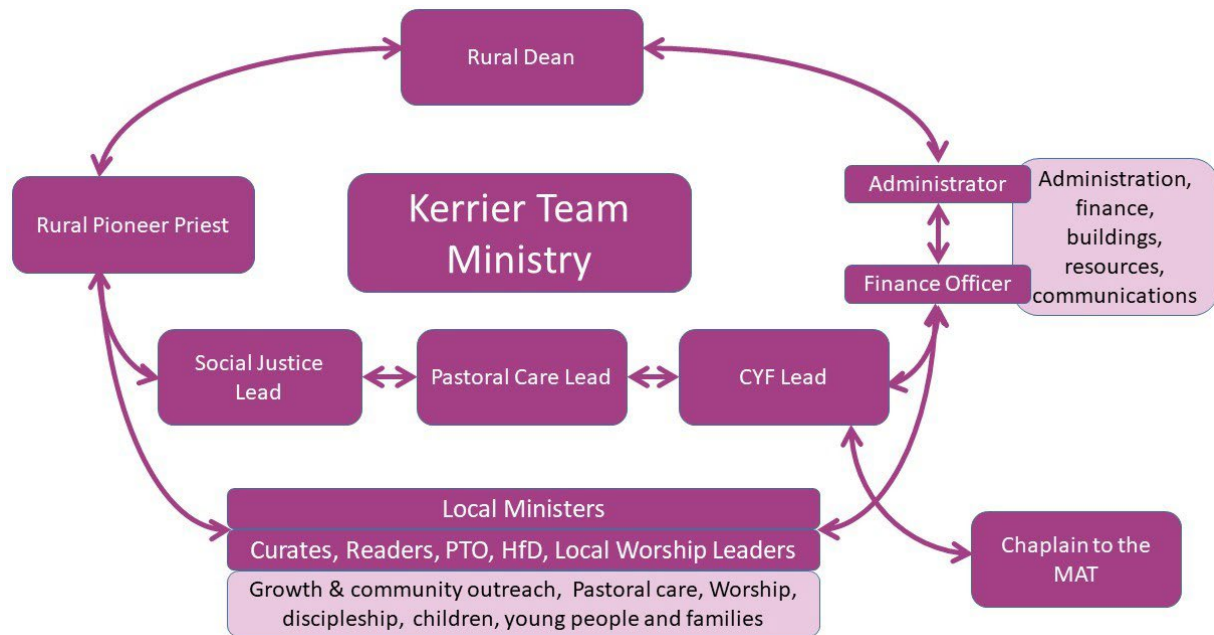 Rural Dean
Rural Pioneer Priest
Kerrier Team
Ministry
Administrator
Finance Officer
Administration,
finance,
buildings,
resources,
communications
Social Justice
Lead
Pastoral Care Lead
CYF Lead
Local Ministers
Curates, Readers, PTO, HfD, Local Worship Leaders
Growth & community outreach, Pastoral care, Worship,
discipleship, children, young people and families
Chaplain to the
MAT